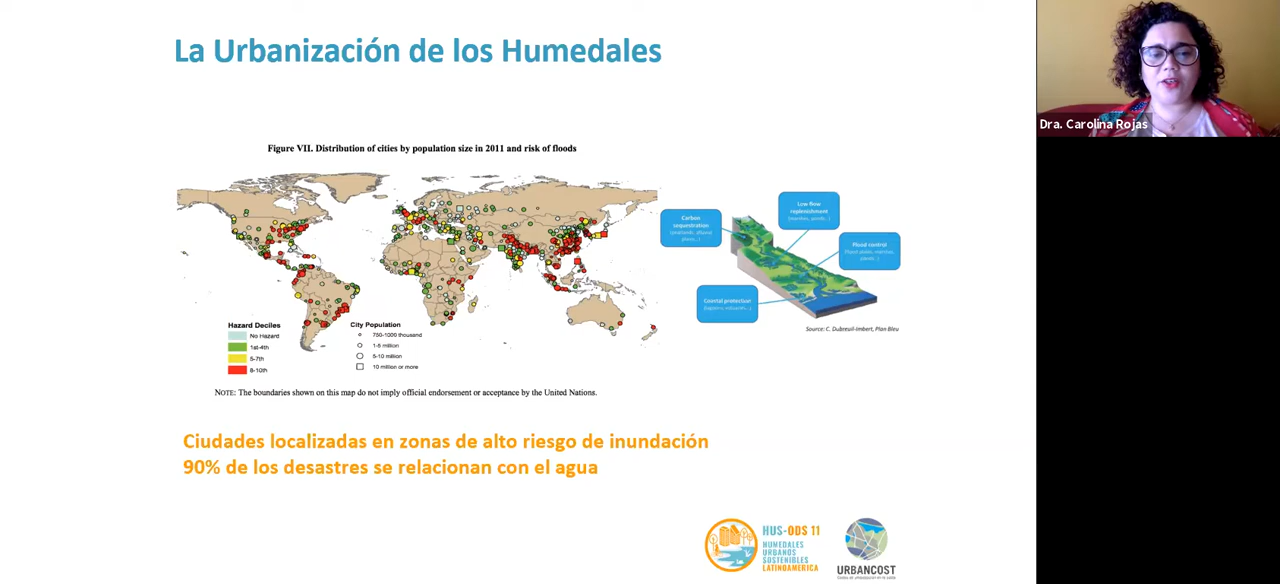 La Urbanización de los Humedales
Dra. Carolina Rojas
Figure VII. Distribution of cities by population size in 2011 and risk of floods
Hazard Deciles
No Hazard
1st-4th
5-7th
8-10th
City Population
750-1000 thousand
1-5 million
5-10 million
10 million or more
Carbon
sequestration
Low flow
replenishment
Flood control
Coastal protection
Source: C. Dubreuil-Imbert, Plan Bleu
NOTE: The boundaries shown on this map do not imply official endorsement or acceptance by the United Nations.
Ciudades localizadas en zonas de alto riesgo de inundación
90% de los desastres se relacionan con el agua
HUS-ODS 11
HUMEDALES
URBANOS
SOSTENIBLES
LATINOAMÉRICA
URBANCOST